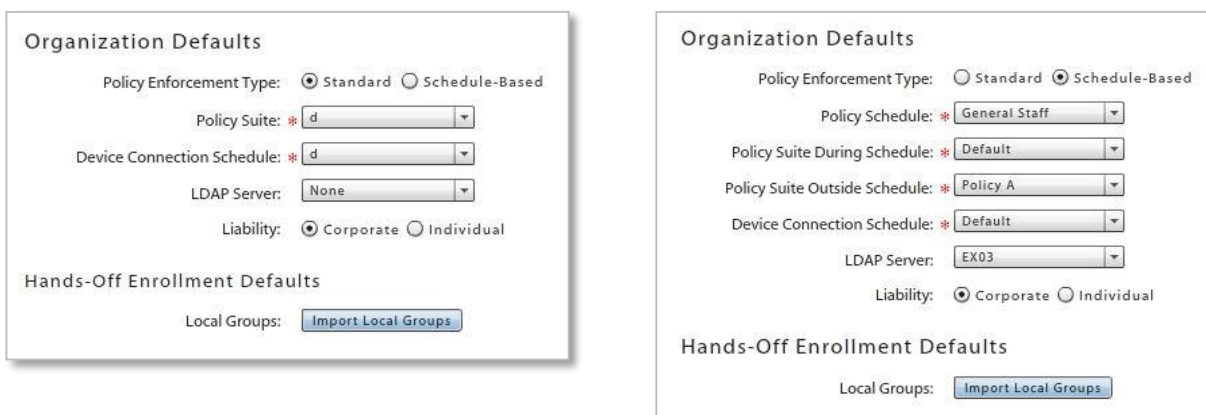 Organization Defaults
Policy Enforcement Type: Standard Schedule-Based
Policy Suite: * d
Device Connection Schedule: * d
LDAP Server: None
Liability: Corporate Individual
Hands-Off Enrollment Defaults
Local Groups: Import Local Groups
Organization Defaults
Policy Enforcement Type: Standard Schedule-Based
Policy Schedule: * General Staff
Policy Suite During Schedule: * Default
Policy Suite Outside Schedule: * Policy A
Device Connection Schedule: * Default
LDAP Server: EX03
Liability: Corporate Individual
Hands-Off Enrollment Defaults
Local Groups: Import Local Groups